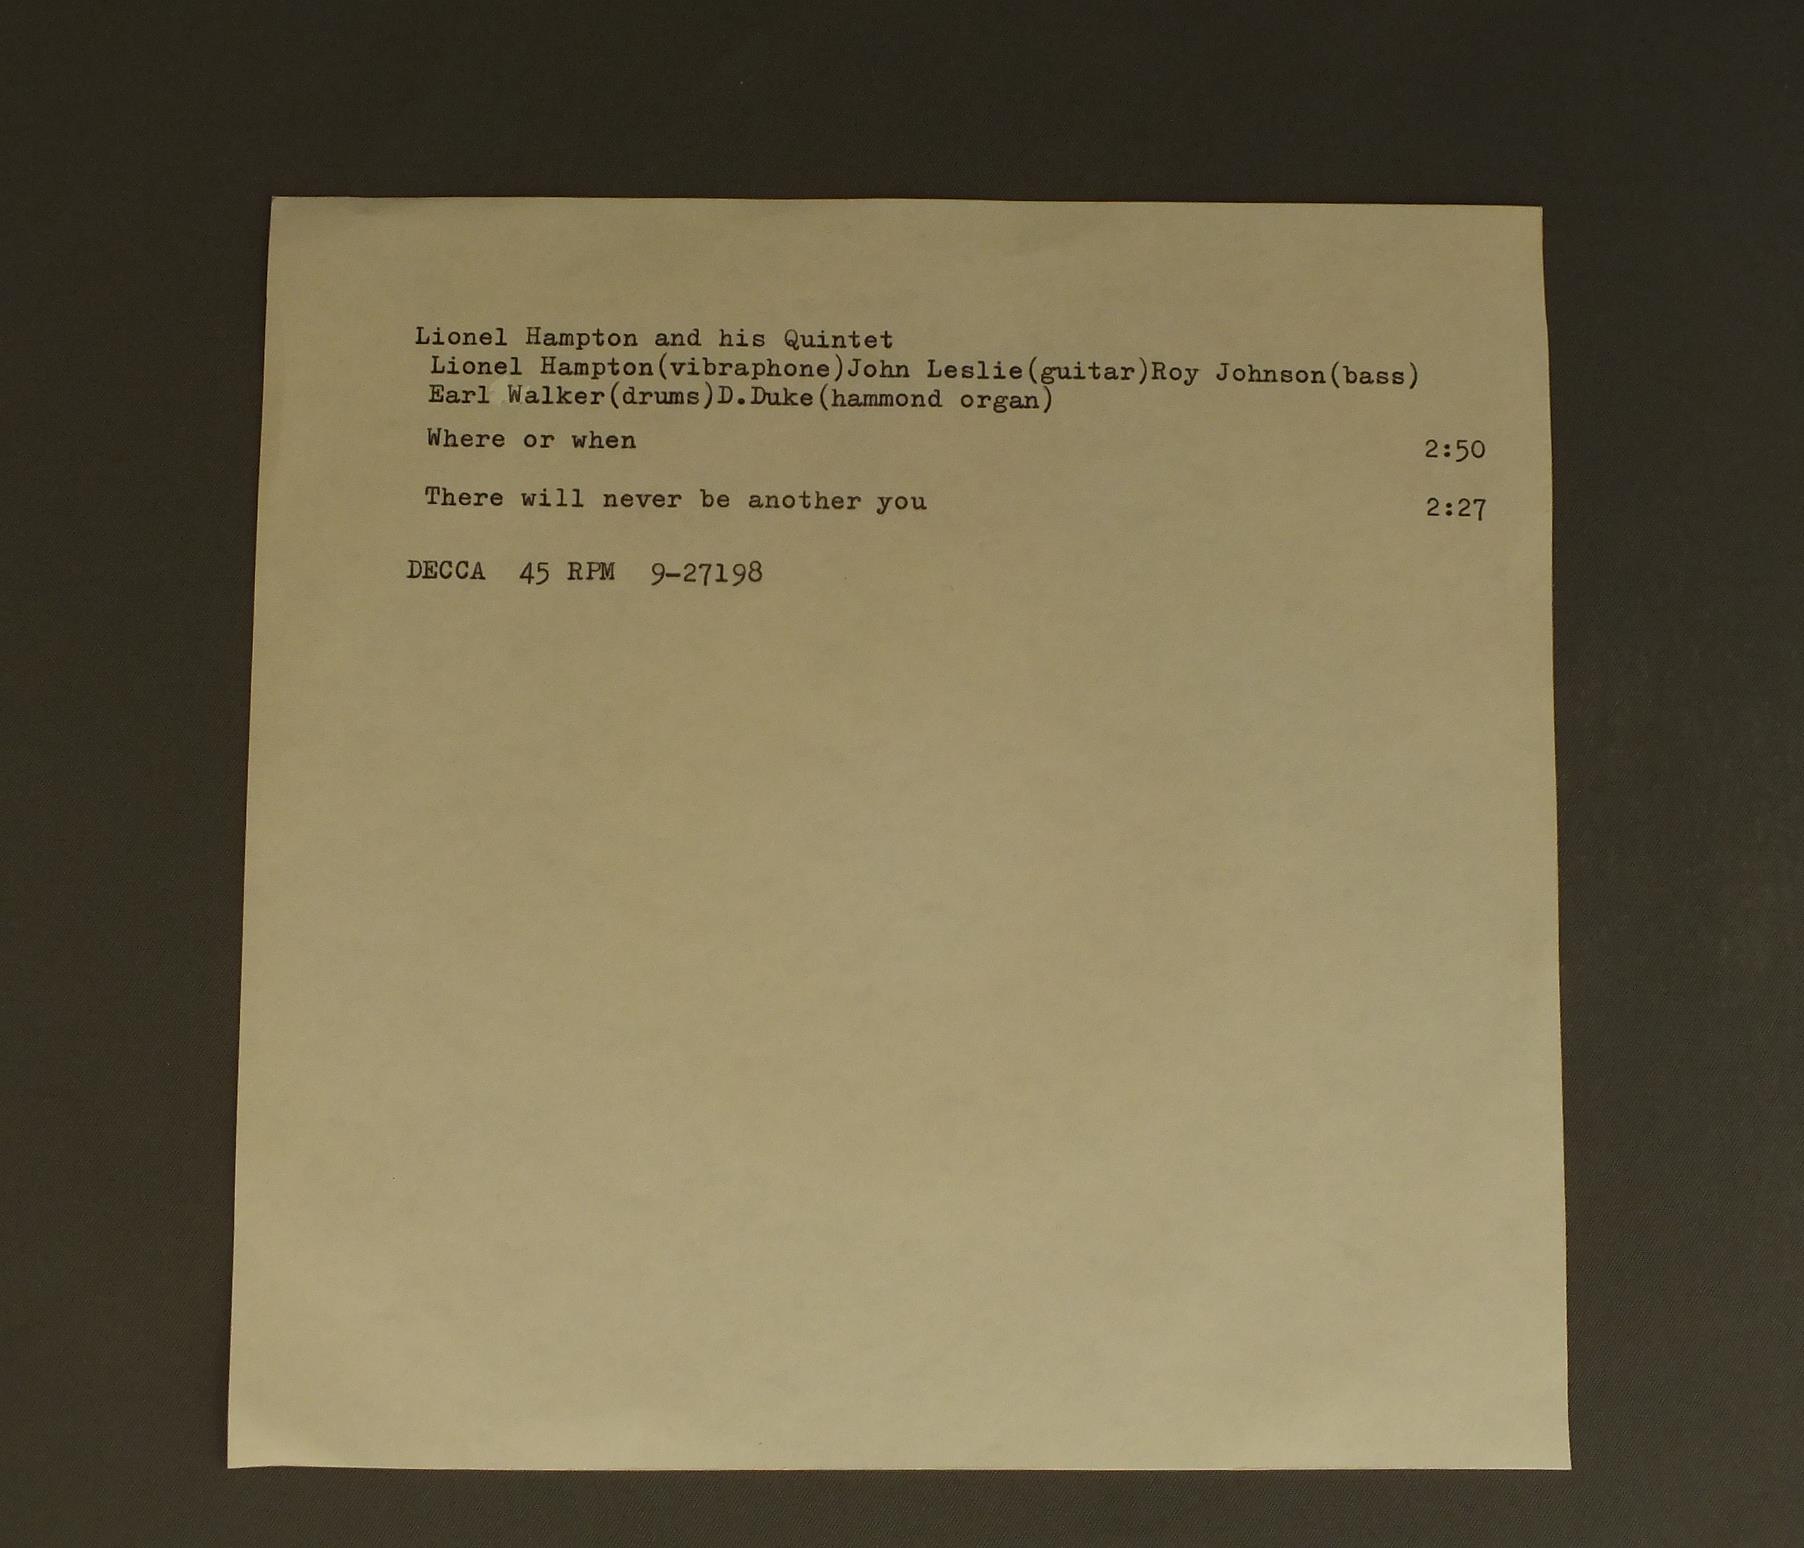 Lionel Hampton and his Quintet
Lionel Hampton(vibraphone)John Leslie(guitar)Roy Johnson(bass)
Earl Walker(drums)D.Duke(hammond organ)
Where or when 2:50
There will never be another you 2:27
DECCA 45 RPM 9-27198